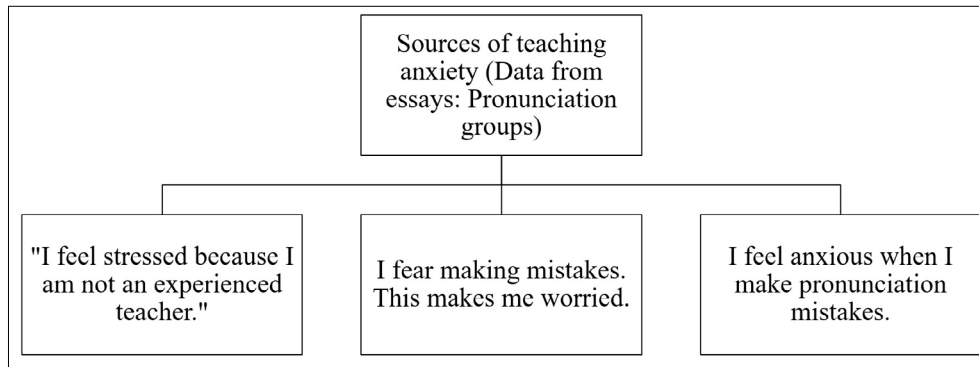 Sources of teaching
anxiety (Data from
essays: Pronunciation
groups)
"I feel stressed because I
am not an experienced
teacher."
I fear making mistakes.
This makes me worried.
I feel anxious when I
make pronunciation
mistakes.